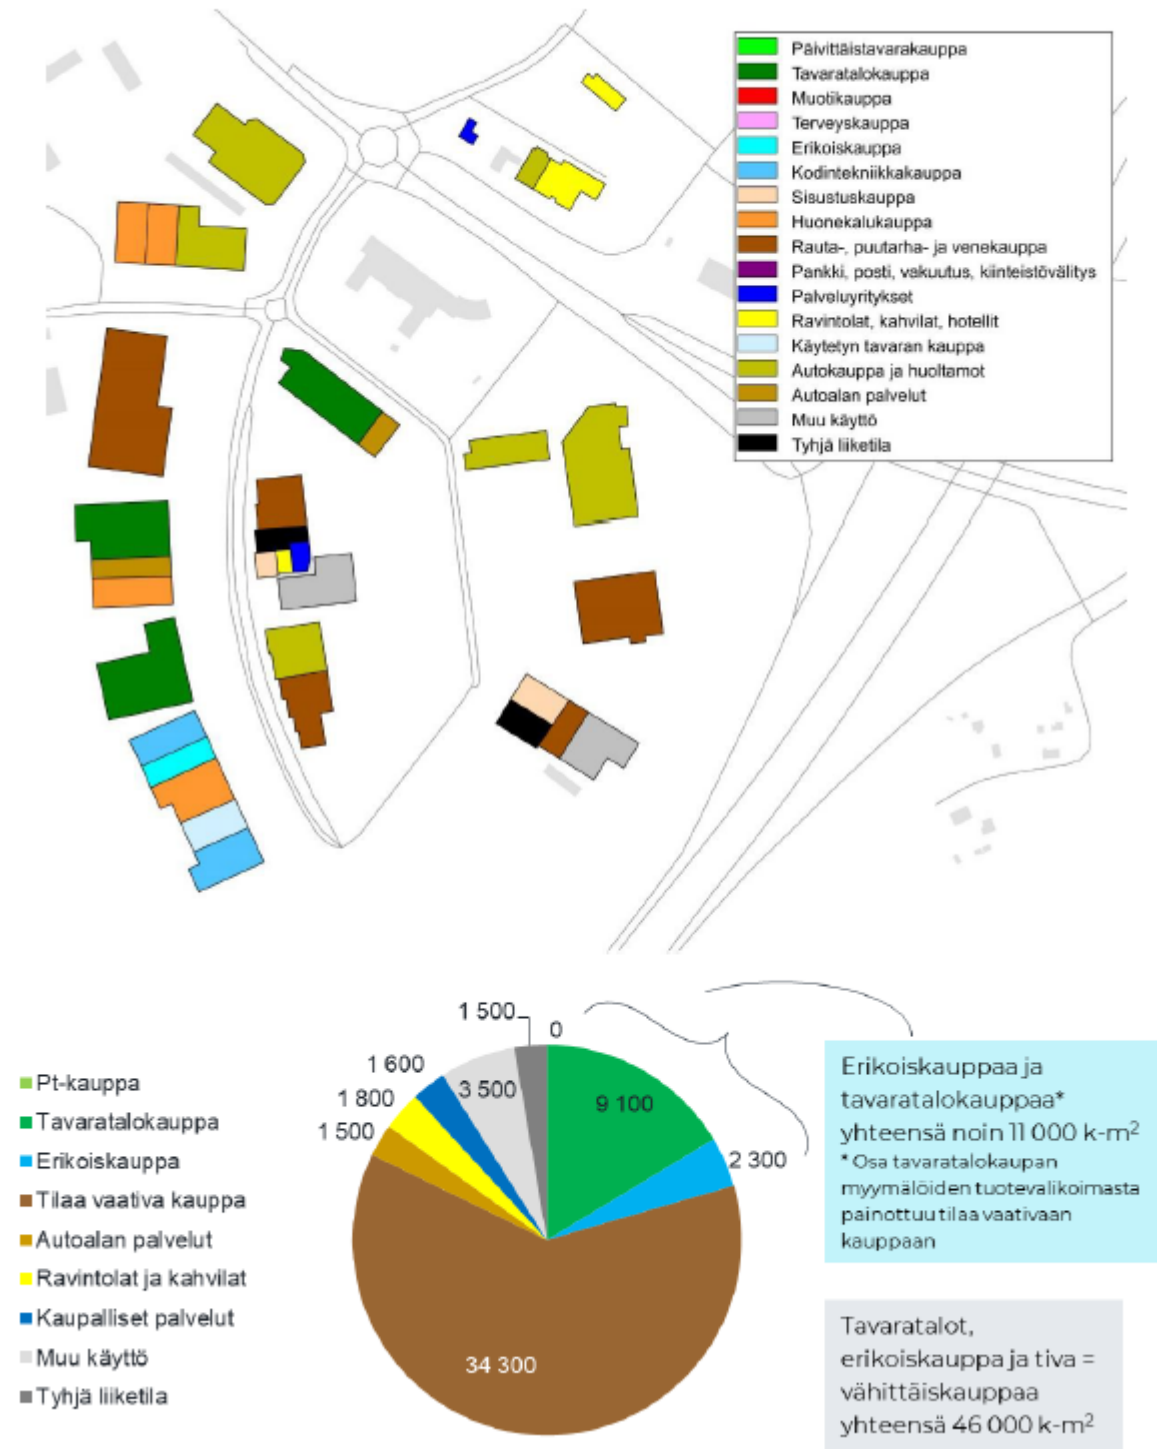 Päivittäistavarakauppa
Tavaratalokauppa
Muotikauppa
Terveyskauppa
Erikoiskauppa
Kodintekniikkakauppa
Sisustuskauppa
Huonekalukauppa
Rauta-, puutarha- ja venekauppa
Pankki, posti, vakuutus, kiinteistövälitys
Palveluyritykset
Ravintolat, kahvilat, hotellit
Käytetyn tavaran kauppa
Autokauppa ja huoltamot
Autoalan palvelut
Muu käyttö
Tyhjä liiketila
Pt-kauppa
Tavaratalokauppa
Erikoiskauppa
Tilaa vaativa kauppa
Autoalan palvelut
Ravintolat ja kahvilat
Kaupalliset palvelut
Muu käyttö
Tyhjä liiketila
0
9 100
2 300
34 300
1 500
1 800
1 600
3 500
1 500
Erikoiskauppaa ja
tavaratalokauppaa*
yhteensä noin 11 000 k-m²
* Osa tavaratalokaupan
myymälöiden tuotevalikoimasta
painottuu tilaa vaativaan
kauppaan
Tavaratalot,
erikoiskauppa ja tiva =
vähittäiskauppaa
yhteensä 46 000 k-m²